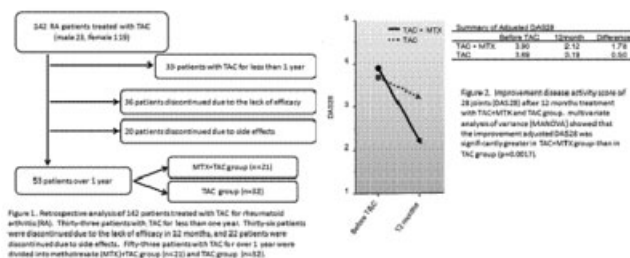 142 RA patients treated with TAC
(male 23, female 119)
33 patients with TAC for less than 1 year
36 patients discontinued due to the lack of efficacy
20 patients discontinued due to side effects
53 patients over 1 year
MTX+TAC group (n=21)
TAC group (n=32)
Figure 1. Retrospective analysis of 142 patients treated with TAC for rheumatoid
arthritis (RA). Thirty-three patients with TAC for less than one year. Thirty-six patients
were discontinued due to the lack of efficacy in 12 months, and 22 patients were
discontinued due to side effects. Fifty-three patients with TAC for over 1 year were
divided into methotrexate (MTX)+TAC group (n=21) and TAC group (n=32).
DAS28
5
4
3
2
1
TAC + MTX
TAC
Before TAC
12 months
Summary of Adjusted DAS28
Before TAC 12month Difference
TAC + MTX 3.90 2.12 1.78
TAC 3.69 3.19 0.50
Figure 2. Improvement disease activity score of
28 joints (DAS28) after 12 months treatment
with TAC+MTX and TAC group. multivariate
analysis of variance (MANOVA) showed that
the improvement adjusted DAS28 was
significantly greater in TAC+MTX group than in
TAC group (p=0.0017).